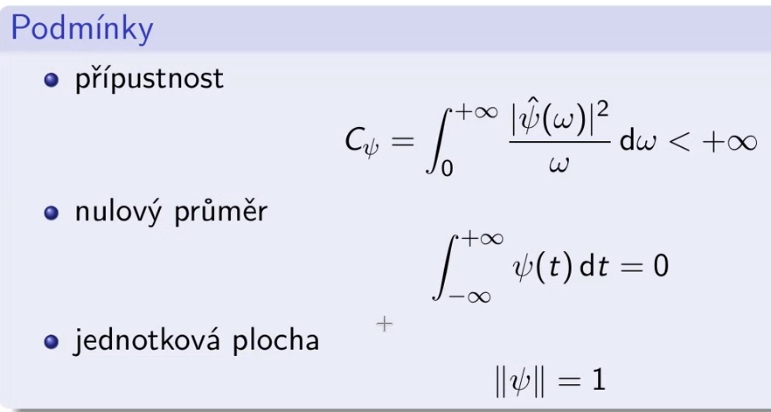 Podmínky
přípustnost
C_ψ = ∫_0^{+∞} |ψ̂(ω)|²/ω dω < +∞
nulový průměr
∫_{−∞}^{+∞} ψ(t) dt = 0
jednotková plocha
‖ψ‖ = 1